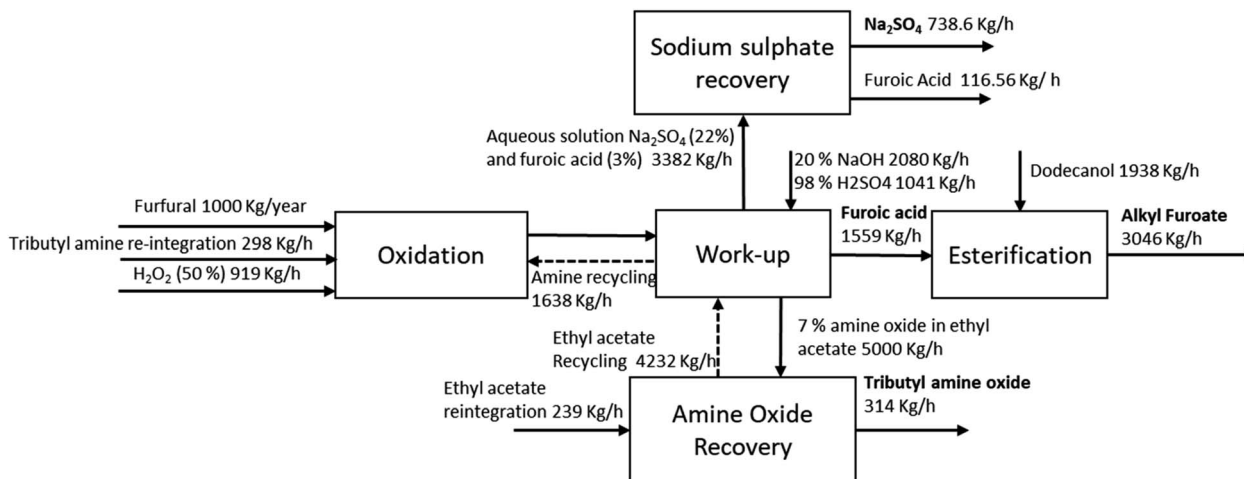 Na₂SO₄ 738.6 Kg/h
Sodium sulphate
recovery
Furoic Acid 116.56 Kg/ h
Aqueous solution Na₂SO₄ (22%)
and furoic acid (3%) 3382 Kg/h
20 % NaOH 2080 Kg/h
98 % H2SO4 1041 Kg/h
Dodecanol 1938 Kg/h
Furfural 1000 Kg/year
Tributyl amine re-integration 298 Kg/h
H₂O₂ (50 %) 919 Kg/h
Oxidation
Amine recycling
1638 Kg/h
Work-up
Furoic acid
1559 Kg/h
Esterification
Alkyl Furoate
3046 Kg/h
Ethyl acetate
Recycling 4232 Kg/h
7 % amine oxide in ethyl
acetate 5000 Kg/h
Ethyl acetate
reintegration 239 Kg/h
Amine Oxide
Recovery
Tributyl amine oxide
314 Kg/h